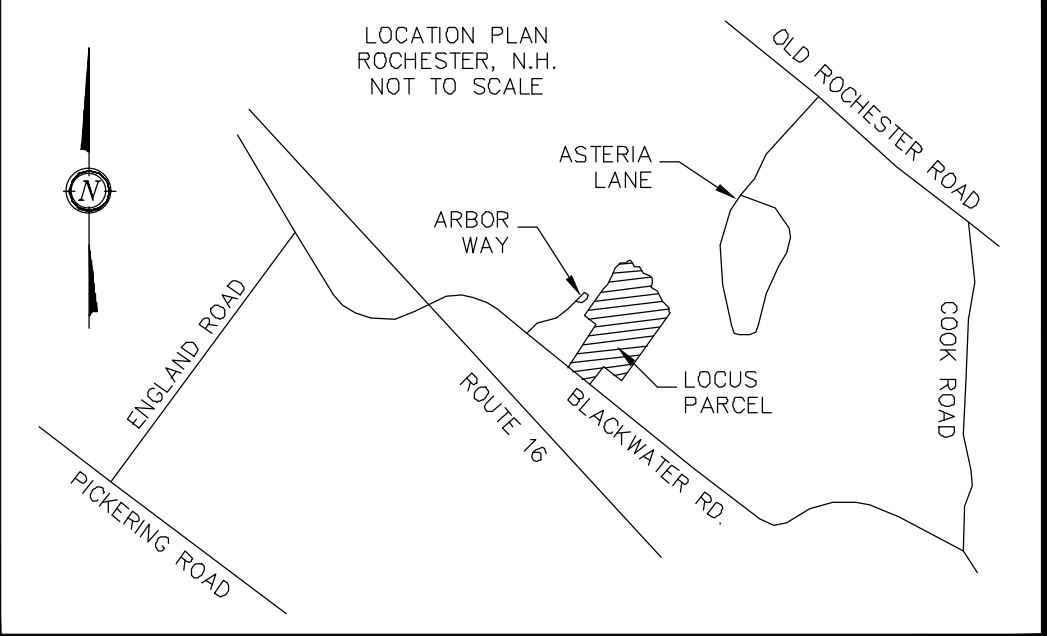 LOCATION PLAN
ROCHESTER, N.H.
NOT TO SCALE
OLD ROCHESTER ROAD
ASTERIA
LANE
N
ARBOR
WAY
ENGLAND ROAD
COOK ROAD
LOCUS
PARCEL
ROUTE 16
BLACKWATER RD.
PICKERING ROAD